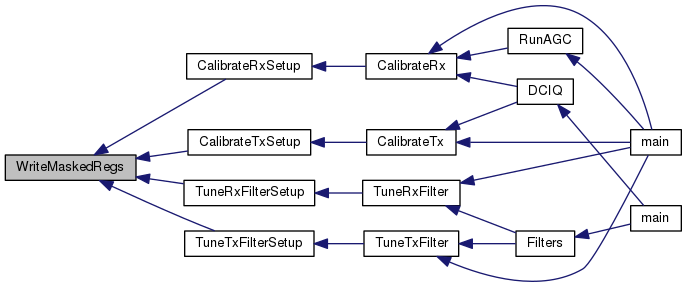 RunAGC
CalibrateRxSetup
CalibrateRx
DCIQ
CalibrateTxSetup
CalibrateTx
main
WriteMaskedRegs
TuneRxFilterSetup
TuneRxFilter
main
TuneTxFilterSetup
TuneTxFilter
Filters